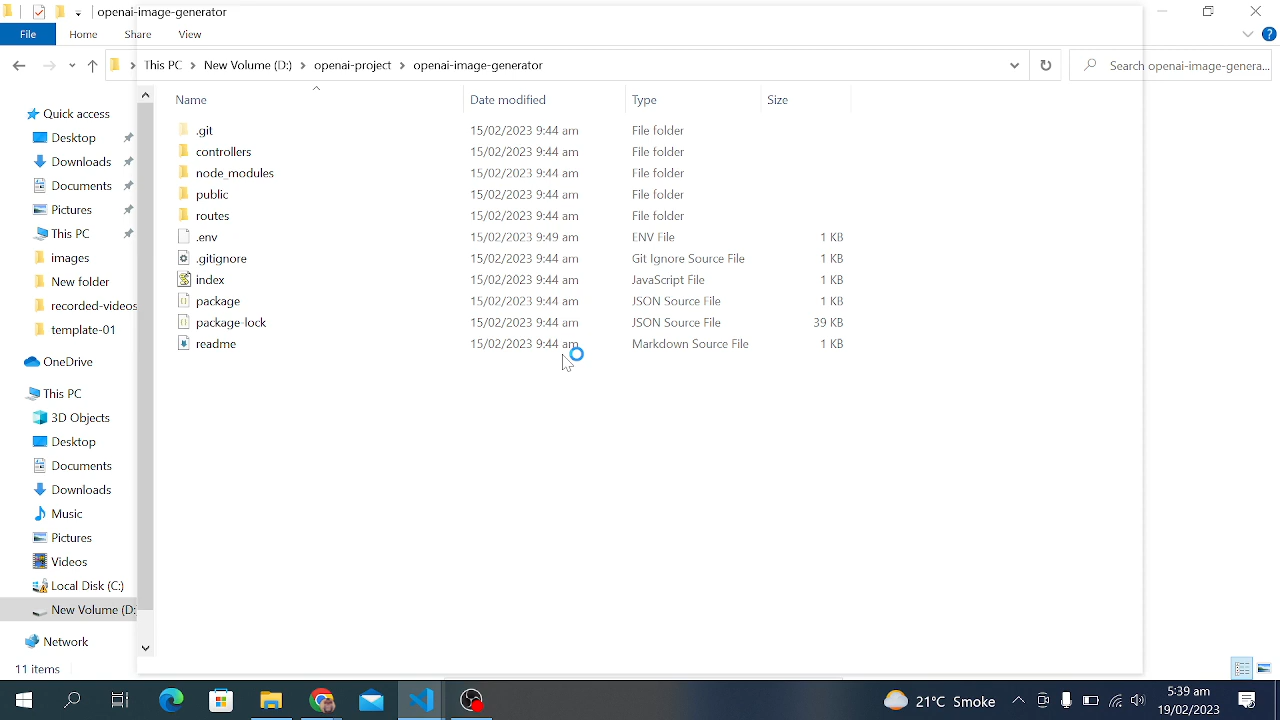 openai-image-generator
File Home Share View
This PC New Volume (D:) openai-project openai-image-generator
Search openai-image-genera...
Name Date modified Type Size
Quick access
Desktop
Downloads
Documents
Pictures
This PC
images
New folder
recorded-videos
template-01
OneDrive
This PC
3D Objects
Desktop
Documents
Downloads
Music
Pictures
Videos
Local Disk (C:)
New Volume (D:
Network
.git 15/02/2023 9:44 am File folder
controllers 15/02/2023 9:44 am File folder
node_modules 15/02/2023 9:44 am File folder
public 15/02/2023 9:44 am File folder
routes 15/02/2023 9:44 am File folder
.env 15/02/2023 9:49 am ENV File 1 KB
.gitignore 15/02/2023 9:44 am Git Ignore Source File 1 KB
index 15/02/2023 9:44 am JavaScript File 1 KB
package 15/02/2023 9:44 am JSON Source File 1 KB
package-lock 15/02/2023 9:44 am JSON Source File 39 KB
readme 15/02/2023 9:44 am Markdown Source File 1 KB
11 items
21°C Smoke
5:39 am
19/02/2023